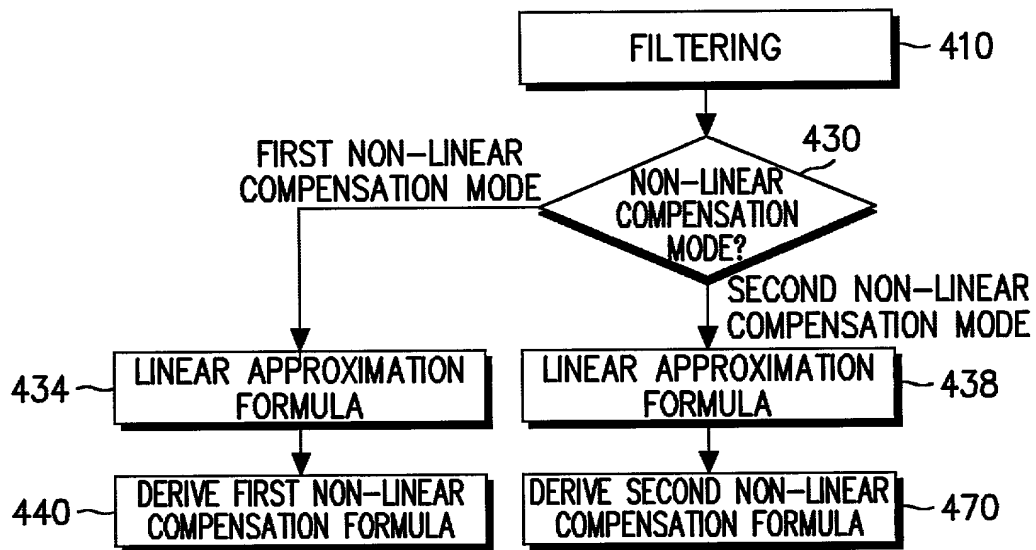 FILTERING
410
430
FIRST NON-LINEAR
COMPENSATION MODE
NON-LINEAR
COMPENSATION
MODE?
SECOND NON-LINEAR
COMPENSATION MODE
434
LINEAR APPROXIMATION
FORMULA
LINEAR APPROXIMATION
FORMULA
438
440
DERIVE FIRST NON-LINEAR
COMPENSATION FORMULA
DERIVE SECOND NON-LINEAR
COMPENSATION FORMULA
470